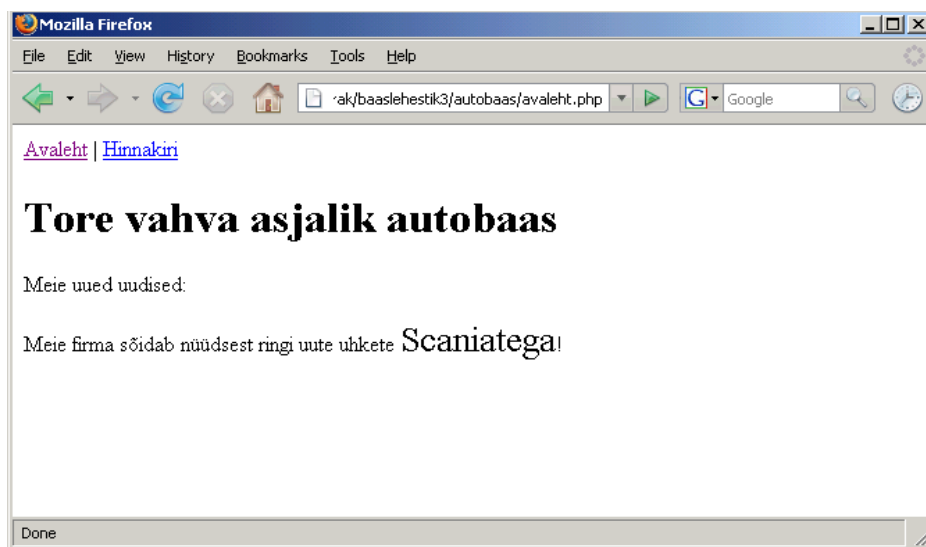 Mozilla Firefox
File Edit View History Bookmarks Tools Help
rak/baaslehestik3/autobaas/avaleht.php G Google
Avaleht | Hinnakiri
Tore vahva asjalik autobaas
Meie uued uudised:
Meie firma sõidab nüüdsest ringi uute uhkete Scaniatega!
Done